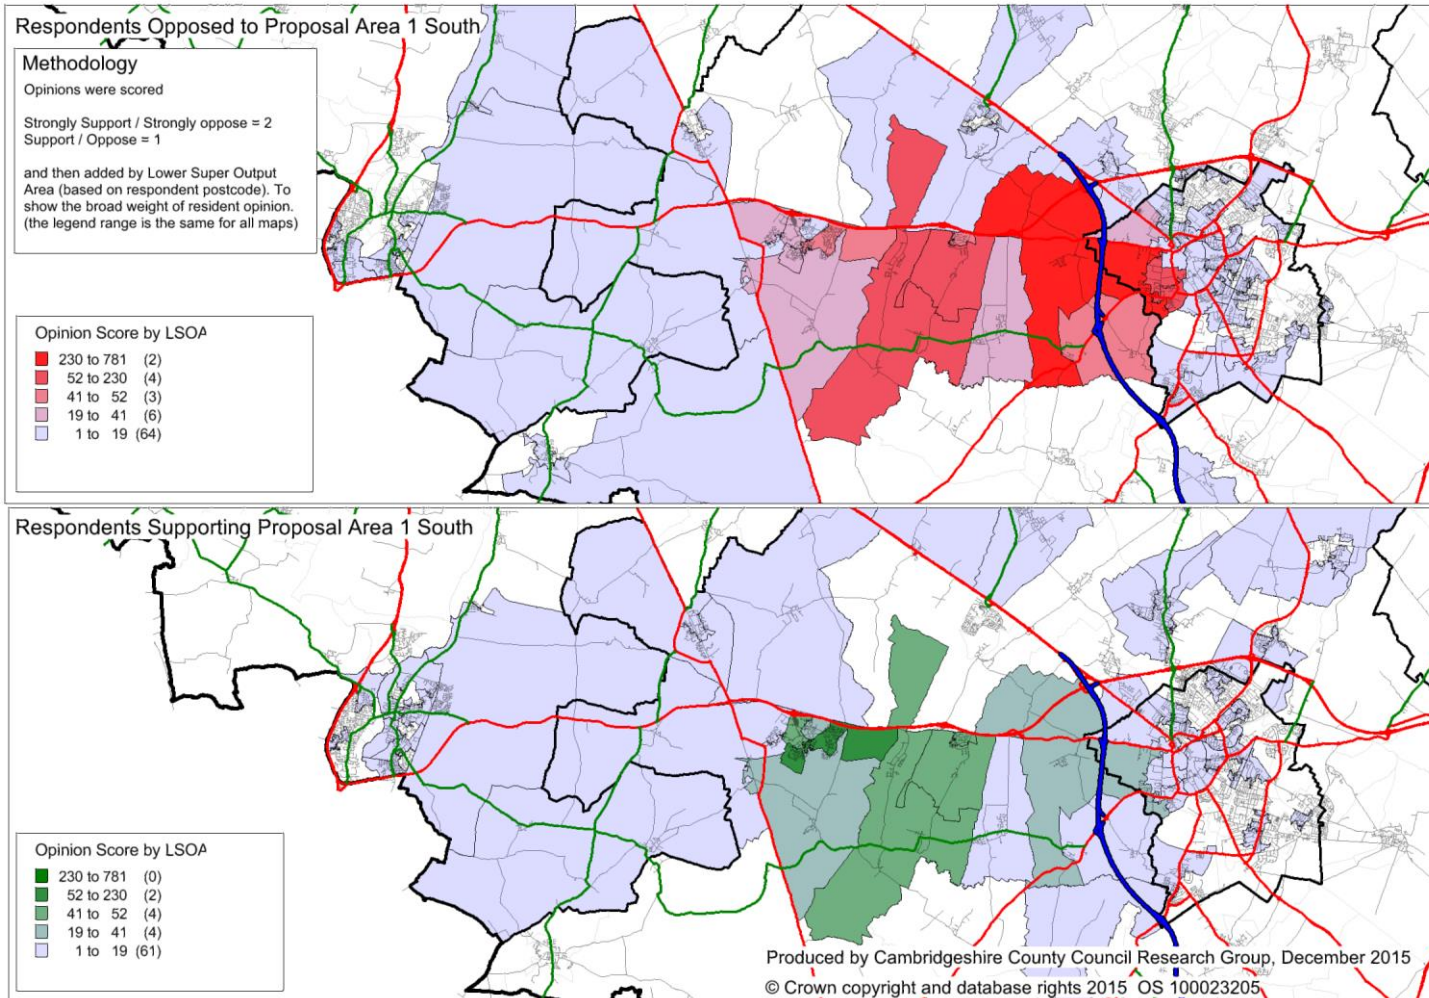 Respondents Opposed to Proposal Area 1 South
Methodology
Opinions were scored
Strongly Support / Strongly oppose = 2
Support / Oppose = 1
and then added by Lower Super Output
Area (based on respondent postcode). To
show the broad weight of resident opinion.
(the legend range is the same for all maps)
Opinion Score by LSOA
230 to 781 (2)
52 to 230 (4)
41 to 52 (3)
19 to 41 (6)
1 to 19 (64)
Respondents Supporting Proposal Area 1 South
Opinion Score by LSOA
230 to 781 (0)
52 to 230 (2)
41 to 52 (4)
19 to 41 (4)
1 to 19 (61)
Produced by Cambridgeshire County Council Research Group, December 2015
© Crown copyright and database rights 2015 OS 100023205